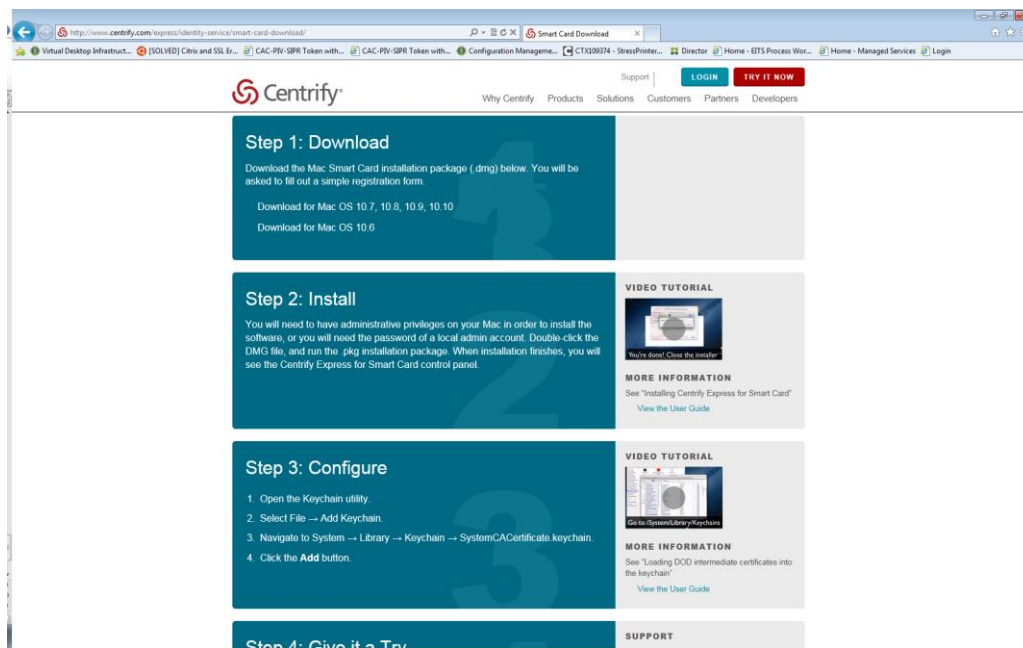 http://www.centrify.com/express/identity-service/smart-card-download/
Smart Card Download
Virtual Desktop Infrastruct...
[SOLVED] Citrix and SSL Er...
CAC-PIV-SIPR Token with...
CAC-PIV-SIPR Token with...
Configuration Manageme...
CTX109374 - StressPrinter...
Director
Home - EITS Process Wor...
Home - Managed Services
Login
Support
LOGIN
TRY IT NOW
Centrify
Why Centrify
Products
Solutions
Customers
Partners
Developers
Step 1: Download
Download the Mac Smart Card installation package (.dmg) below. You will be
asked to fill out a simple registration form.
Download for Mac OS 10.7, 10.8, 10.9, 10.10
Download for Mac OS 10.6
1
Step 2: Install
You will need to have administrative privileges on your Mac in order to install the
software, or you will need the password of a local admin account. Double-click the
DMG file, and run the .pkg installation package. When installation finishes, you will
see the Centrify Express for Smart Card control panel.
2
VIDEO TUTORIAL
You're done! Close the installer
MORE INFORMATION
See "Installing Centrify Express for Smart Card"
View the User Guide
Step 3: Configure
1. Open the Keychain utility.
2. Select File → Add Keychain.
3. Navigate to System → Library → Keychain → SystemCACertificate.keychain.
4. Click the Add button.
3
VIDEO TUTORIAL
Go to /System/Library/Keychains
MORE INFORMATION
See "Loading DOD intermediate certificates into
the keychain"
View the User Guide
Step 4: Give it a Try
SUPPORT